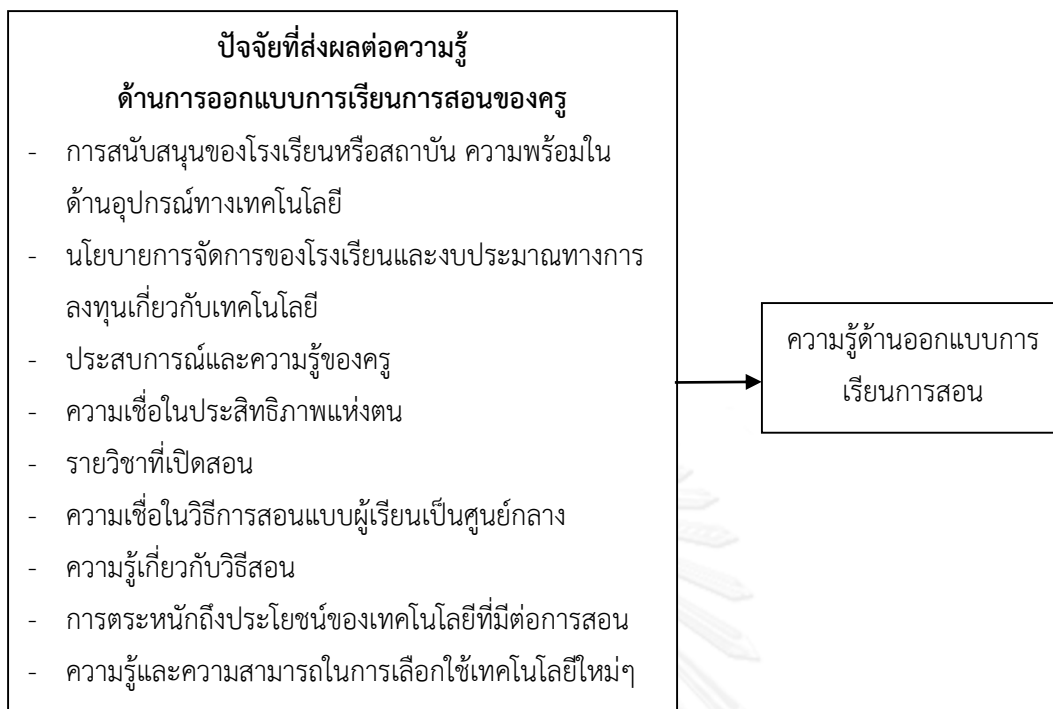 ปัจจัยที่ส่งผลต่อความรู้
ด้านการออกแบบการเรียนการสอนของครู
- การสนับสนุนของโรงเรียนหรือสถาบัน ความพร้อมใน
ด้านอุปกรณ์ทางเทคโนโลยี
- นโยบายการจัดการของโรงเรียนและงบประมาณทางการ
ลงทุนเกี่ยวกับเทคโนโลยี
- ประสบการณ์และความรู้ของครู
- ความเชื่อในประสิทธิภาพแห่งตน
- รายวิชาที่เปิดสอน
- ความเชื่อในวิธีการสอนแบบผู้เรียนเป็นศูนย์กลาง
- ความรู้เกี่ยวกับวิธีสอน
- การตระหนักถึงประโยชน์ของเทคโนโลยีที่มีต่อการสอน
- ความรู้และความสามารถในการเลือกใช้เทคโนโลยีใหม่ๆ
ความรู้ด้านออกแบบการ
เรียนการสอน